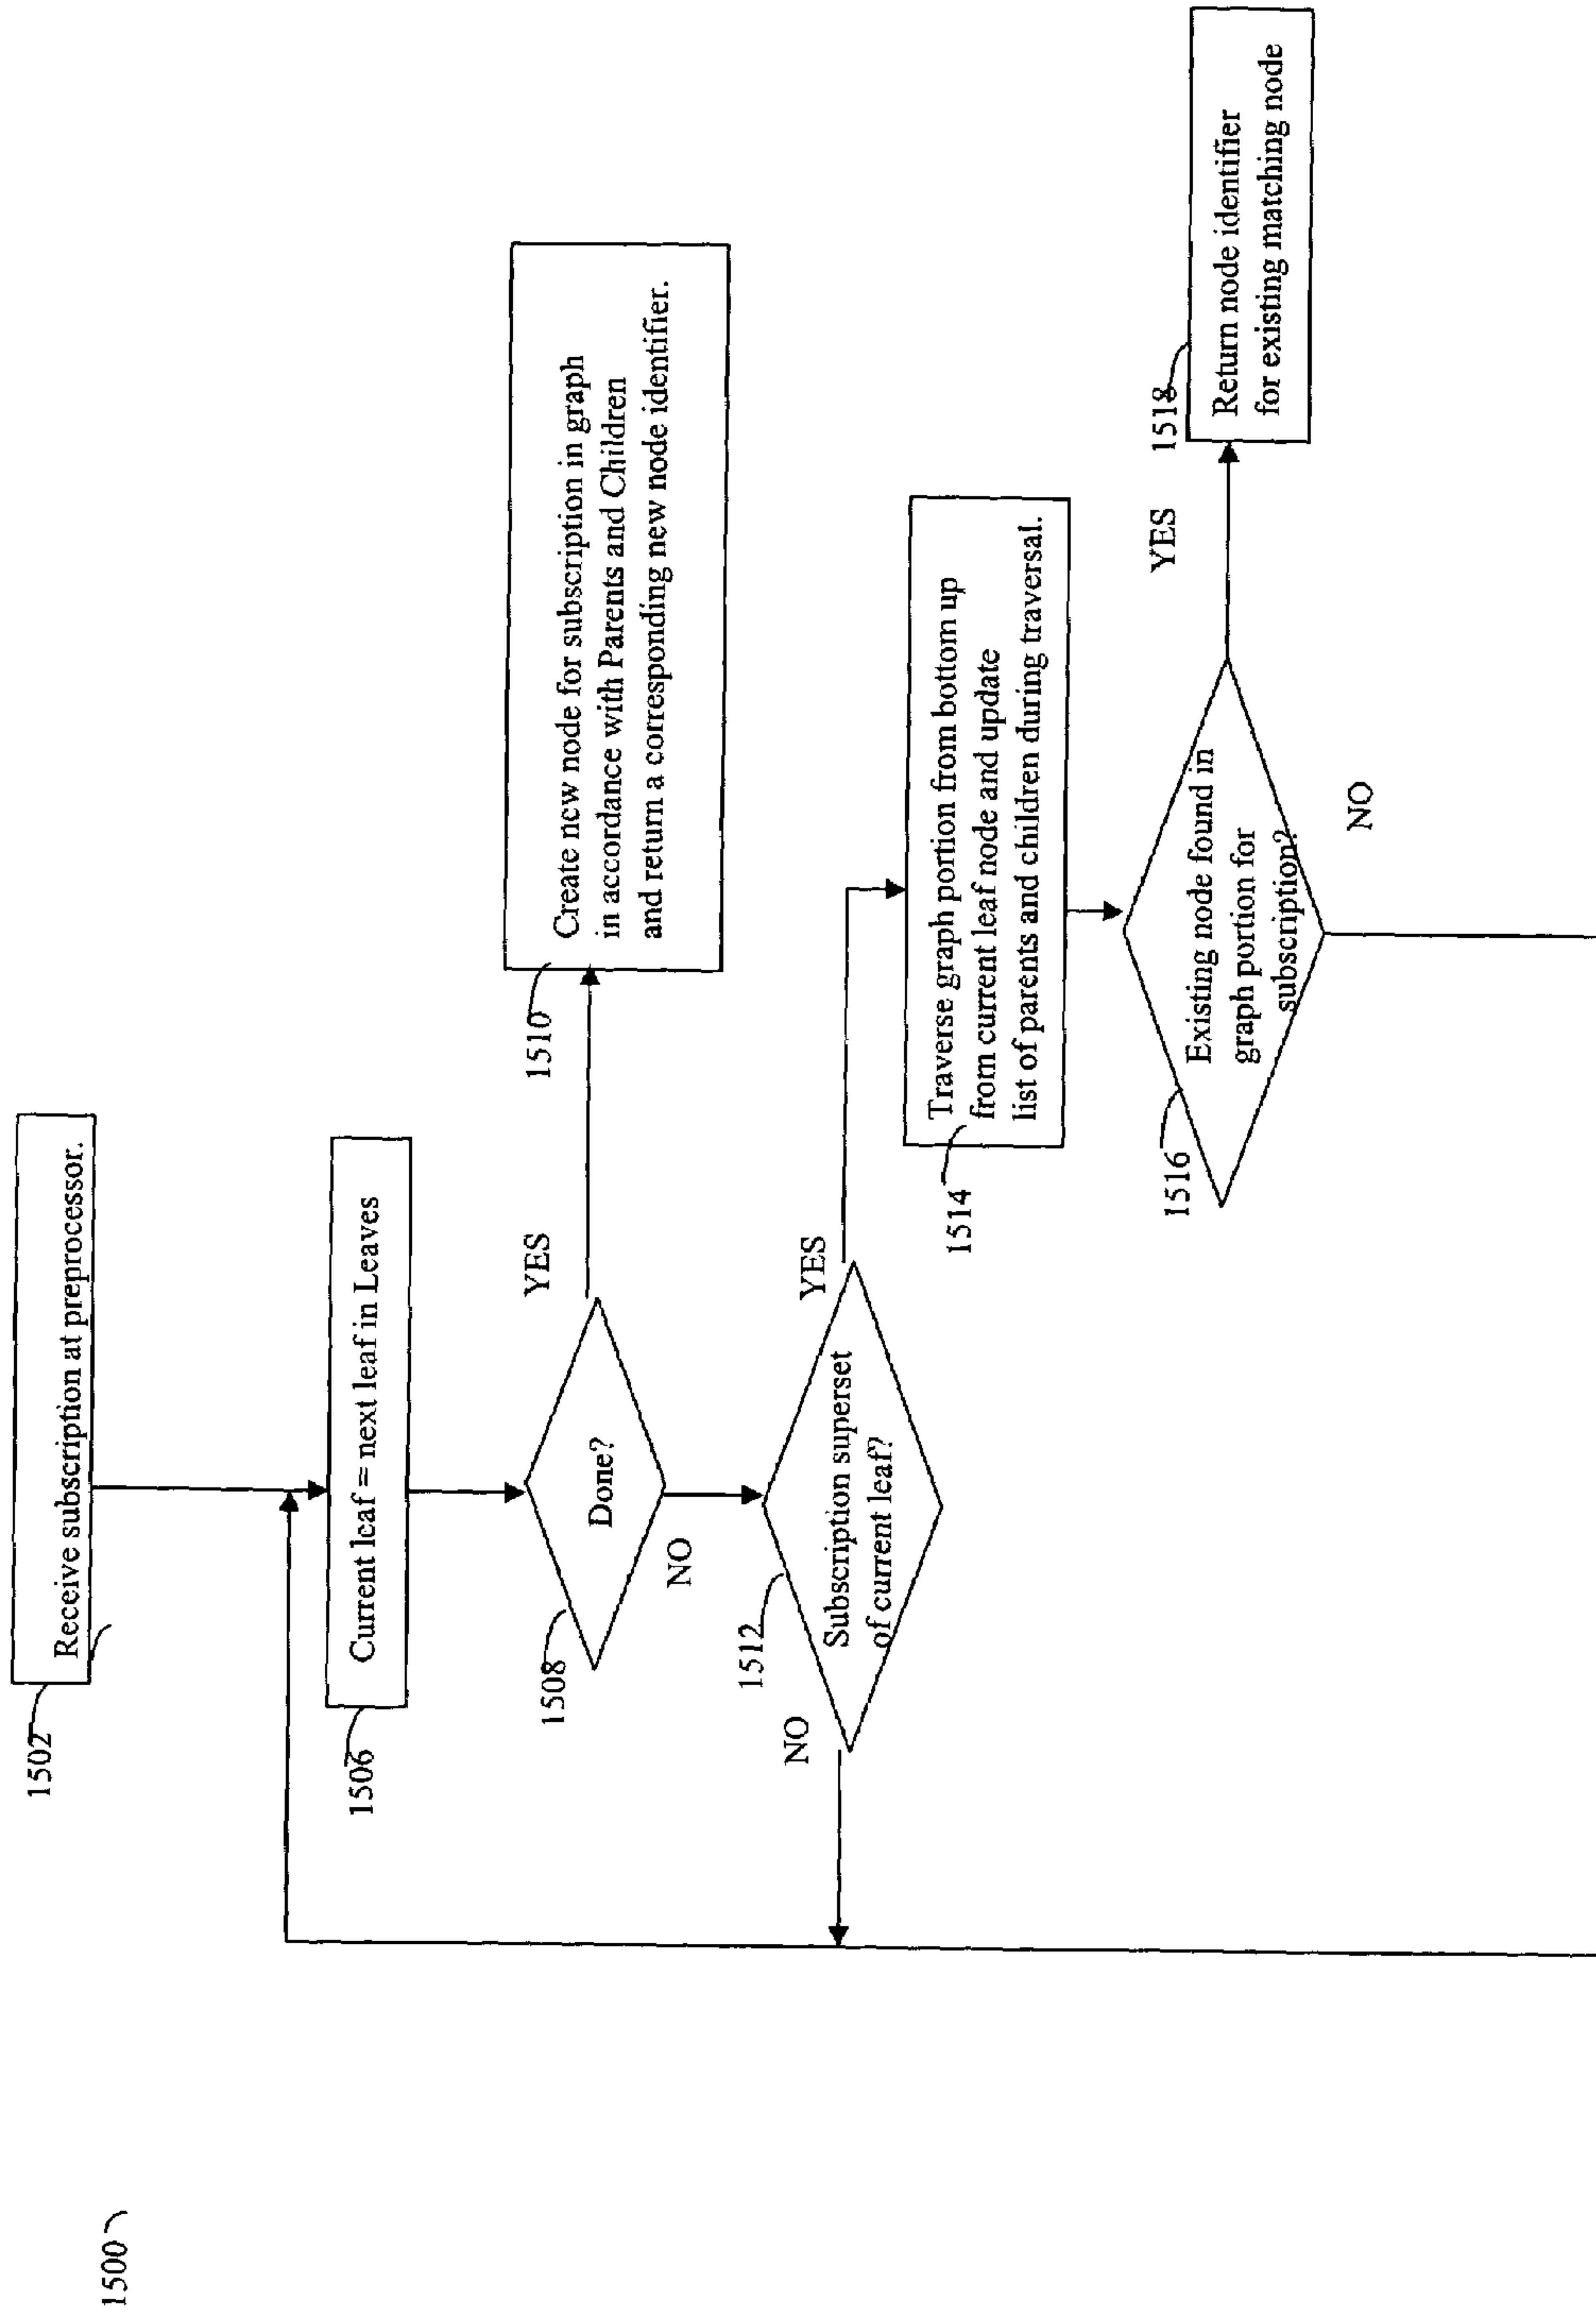 1500
1502
Receive subscription at preprocessor.
1506
Current leaf = next leaf in Leaves
1508
Done?
YES
NO
1510
Create new node for subscription in graph
in accordance with Parents and Children
and return a corresponding new node identifier.
1512
Subscription superset
of current leaf?
NO
YES
1514
Traverse graph portion from bottom up
from current leaf node and update
list of parents and children during traversal.
1516
Existing node found in
graph portion for
subscription?
YES
NO
1518
Return node identifier
for existing matching node